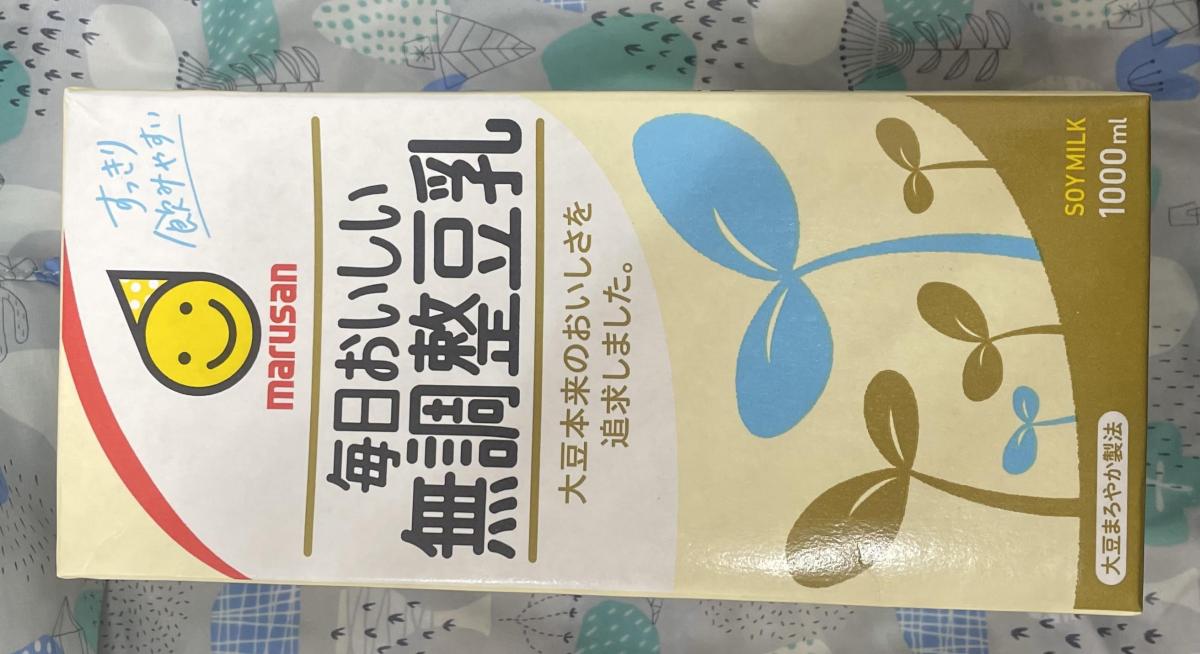 すっきり
飲みやすい
marusan
毎日おいしい
無調整豆乳
大豆本来のおいしさを
追求しました。
大豆まろやか製法
SOYMILK
1000ml